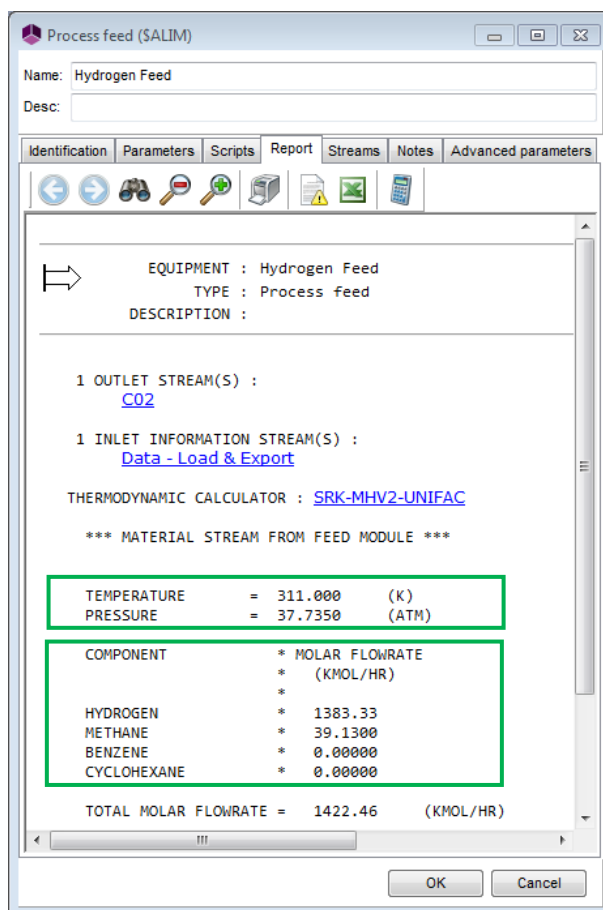 Process feed ($ALIM)
Name: Hydrogen Feed
Desc:
Identification Parameters Scripts Report Streams Notes Advanced parameters
EQUIPMENT : Hydrogen Feed
TYPE : Process feed
DESCRIPTION :
1 OUTLET STREAM(S) :
C02
1 INLET INFORMATION STREAM(S) :
Data - Load & Export
THERMODYNAMIC CALCULATOR : SRK-MHV2-UNIFAC
*** MATERIAL STREAM FROM FEED MODULE ***
TEMPERATURE = 311.000 (K)
PRESSURE = 37.7350 (ATM)
COMPONENT * MOLAR FLOWRATE
* (KMOL/HR)
*
HYDROGEN * 1383.33
METHANE * 39.1300
BENZENE * 0.00000
CYCLOHEXANE * 0.00000
TOTAL MOLAR FLOWRATE = 1422.46 (KMOL/HR)
OK Cancel